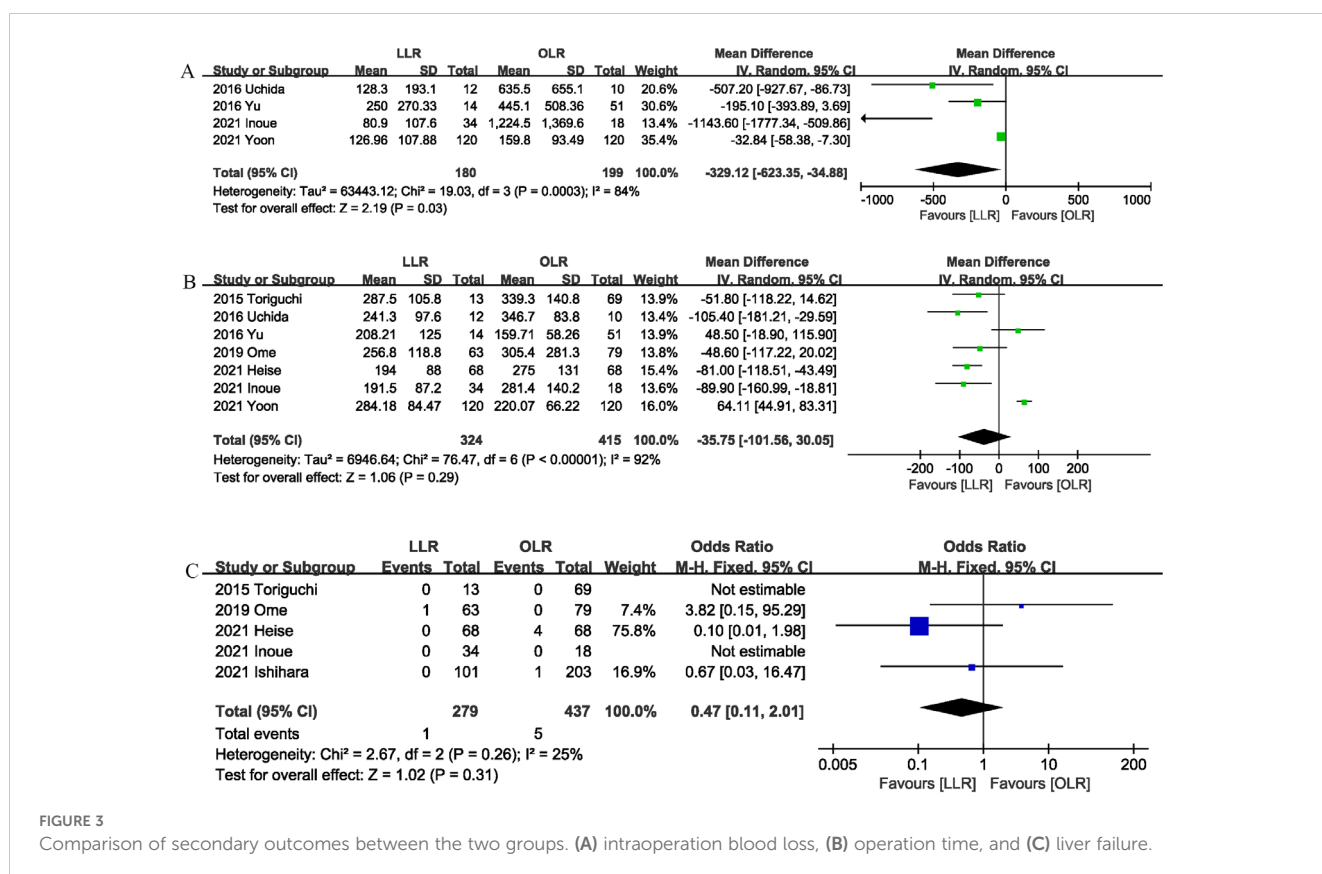 LLR OLR Mean Difference Mean Difference
A Study or Subgroup Mean SD Total Mean SD Total Weight IV. Random. 95% CI IV. Random. 95% CI
2016 Uchida 128.3 193.1 12 635.5 655.1 10 20.6% -507.20 [-927.67, -86.73]
2016 Yu 250 270.33 14 445.1 508.36 51 30.6% -195.10 [-393.89, 3.69]
2021 Inoue 80.9 107.6 34 1,224.5 1,369.6 18 13.4% -1143.60 [-1777.34, -509.86]
2021 Yoon 126.96 107.88 120 159.8 93.49 120 35.4% -32.84 [-58.38, -7.30]
Total (95% CI) 180 199 100.0% -329.12 [-623.35, -34.88]
Heterogeneity: Tau² = 63443.12; Chi² = 19.03, df = 3 (P = 0.0003); I² = 84%
Test for overall effect: Z = 2.19 (P = 0.03)
-1000 -500 0 500 1000
Favours [LLR] Favours [OLR]
LLR OLR Mean Difference Mean Difference
B Study or Subgroup Mean SD Total Mean SD Total Weight IV. Random. 95% CI IV. Random. 95% CI
2015 Toriguchi 287.5 105.8 13 339.3 140.8 69 13.9% -51.80 [-118.22, 14.62]
2016 Uchida 241.3 97.6 12 346.7 83.8 10 13.4% -105.40 [-181.21, -29.59]
2016 Yu 208.21 125 14 159.71 58.26 51 13.9% 48.50 [-18.90, 115.90]
2019 Ome 256.8 118.8 63 305.4 281.3 79 13.8% -48.60 [-117.22, 20.02]
2021 Heise 194 88 68 275 131 68 15.4% -81.00 [-118.51, -43.49]
2021 Inoue 191.5 87.2 34 281.4 140.2 18 13.6% -89.90 [-160.99, -18.81]
2021 Yoon 284.18 84.47 120 220.07 66.22 120 16.0% 64.11 [44.91, 83.31]
Total (95% CI) 324 415 100.0% -35.75 [-101.56, 30.05]
Heterogeneity: Tau² = 6946.64; Chi² = 76.47, df = 6 (P < 0.00001); I² = 92%
Test for overall effect: Z = 1.06 (P = 0.29)
-200 -100 0 100 200
Favours [LLR] Favours [OLR]
LLR OLR Odds Ratio Odds Ratio
C Study or Subgroup Events Total Events Total Weight M-H. Fixed. 95% CI M-H. Fixed. 95% CI
2015 Toriguchi 0 13 0 69 Not estimable
2019 Ome 1 63 0 79 7.4% 3.82 [0.15, 95.29]
2021 Heise 0 68 4 68 75.8% 0.10 [0.01, 1.98]
2021 Inoue 0 34 0 18 Not estimable
2021 Ishihara 0 101 1 203 16.9% 0.67 [0.03, 16.47]
Total (95% CI) 279 437 100.0% 0.47 [0.11, 2.01]
Total events 1 5
Heterogeneity: Chi² = 2.67, df = 2 (P = 0.26); I² = 25%
Test for overall effect: Z = 1.02 (P = 0.31)
0.005 0.1 1 10 200
Favours [LLR] Favours [OLR]
FIGURE 3
Comparison of secondary outcomes between the two groups. (A) intraoperation blood loss, (B) operation time, and (C) liver failure.